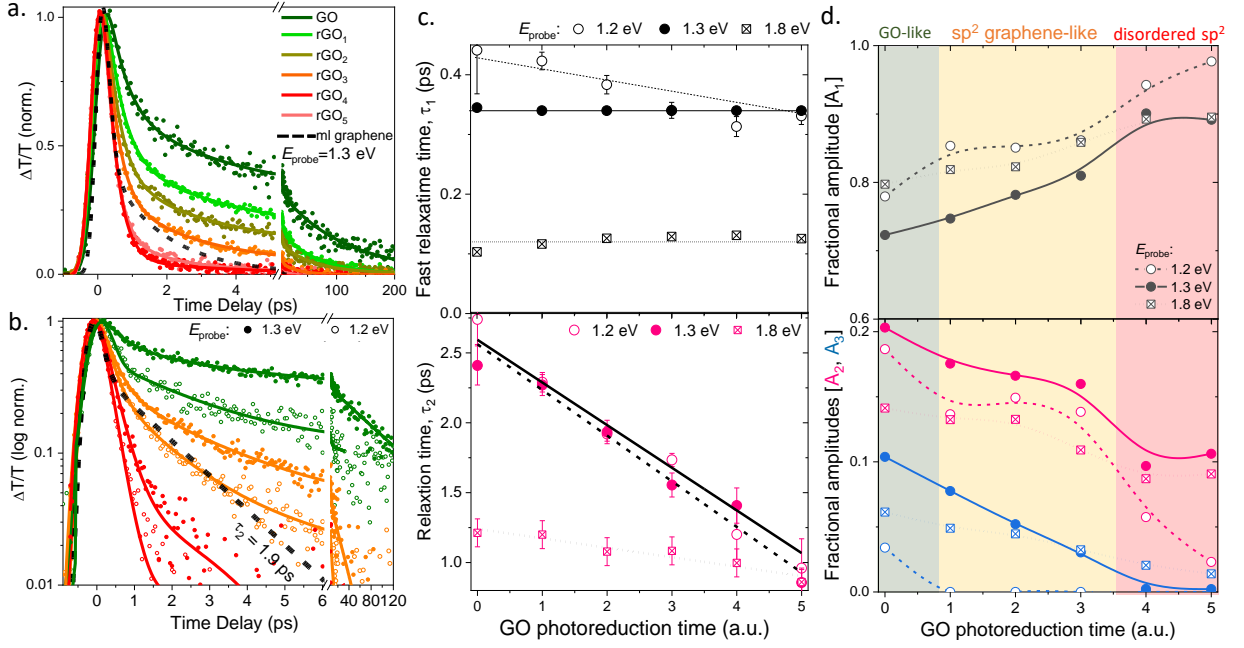 a.
ΔT/T (norm.)
1.0
0.5
0.0
GO
rGO₁
rGO₂
rGO₃
rGO₄
rGO₅
ml graphene
Eprobe=1.3 eV
0 2 4 100 200
Time Delay (ps)
b.
Eprobe: 1.3 eV 1.2 eV
ΔT/T (log norm.)
1
0.1
0.01
τ₂ = 1.9 ps
-1 0 1 2 3 4 5 6 40 80 120
Time Delay (ps)
c.
Eprobe: 1.2 eV 1.3 eV 1.8 eV
Fast relaxatime time, τ₁ (ps)
0.4
0.2
0.0
1.2 eV 1.3 eV 1.8 eV
Relaxtion time, τ₂ (ps)
2.5
2.0
1.5
1.0
0 1 2 3 4 5
GO photoreduction time (a.u.)
d.
GO-like sp² graphene-like disordered sp²
Fractional amplitude [A₁]
1.0
0.9
0.8
0.7
0.6
Eprobe:
1.2 eV
1.3 eV
1.8 eV
Fractional amplitudes [A₂, A₃]
0.2
0.1
0.0
0 1 2 3 4 5
GO photoreduction time (a.u.)